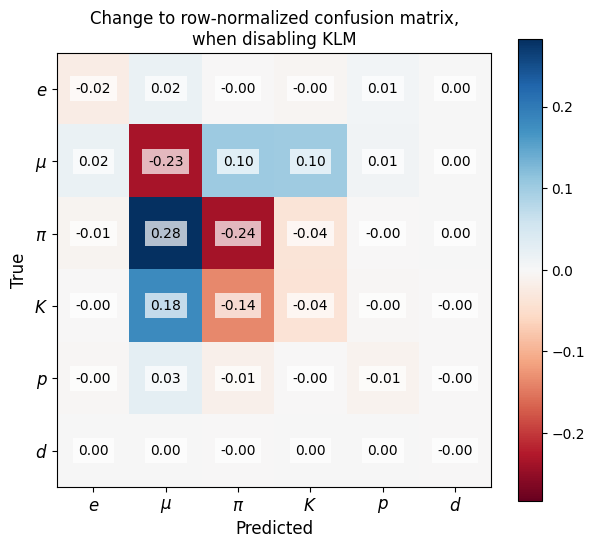 Change to row-normalized confusion matrix,
when disabling KLM
e -0.02 0.02 -0.00 -0.00 0.01 0.00
μ 0.02 -0.23 0.10 0.10 0.01 0.00
π -0.01 0.28 -0.24 -0.04 -0.00 0.00
K -0.00 0.18 -0.14 -0.04 -0.00 -0.00
p -0.00 0.03 -0.01 -0.00 -0.01 -0.00
d 0.00 0.00 -0.00 0.00 0.00 -0.00
e μ π K p d
Predicted
True
0.2
0.1
0.0
−0.1
−0.2